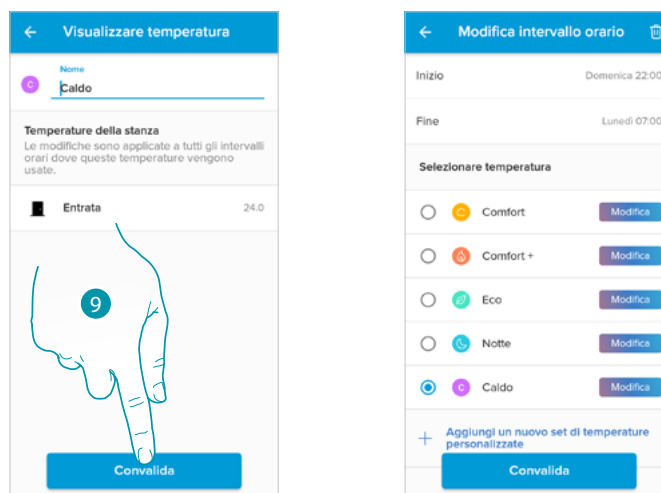 Visualizzare temperatura
Nome
C
Caldo
Temperature della stanza
Le modifiche sono applicate a tutti gli intervalli
orari dove queste temperature vengono
usate.
Entrata 24.0
9
Convalida
Modifica intervallo orario
Inizio Domenica 22:00
Fine Lunedì 07:00
Selezionare temperatura
Comfort Modifica
Comfort + Modifica
Eco Modifica
Notte Modifica
C Caldo Modifica
+ Aggiungi un nuovo set di temperature
personalizzate
Convalida